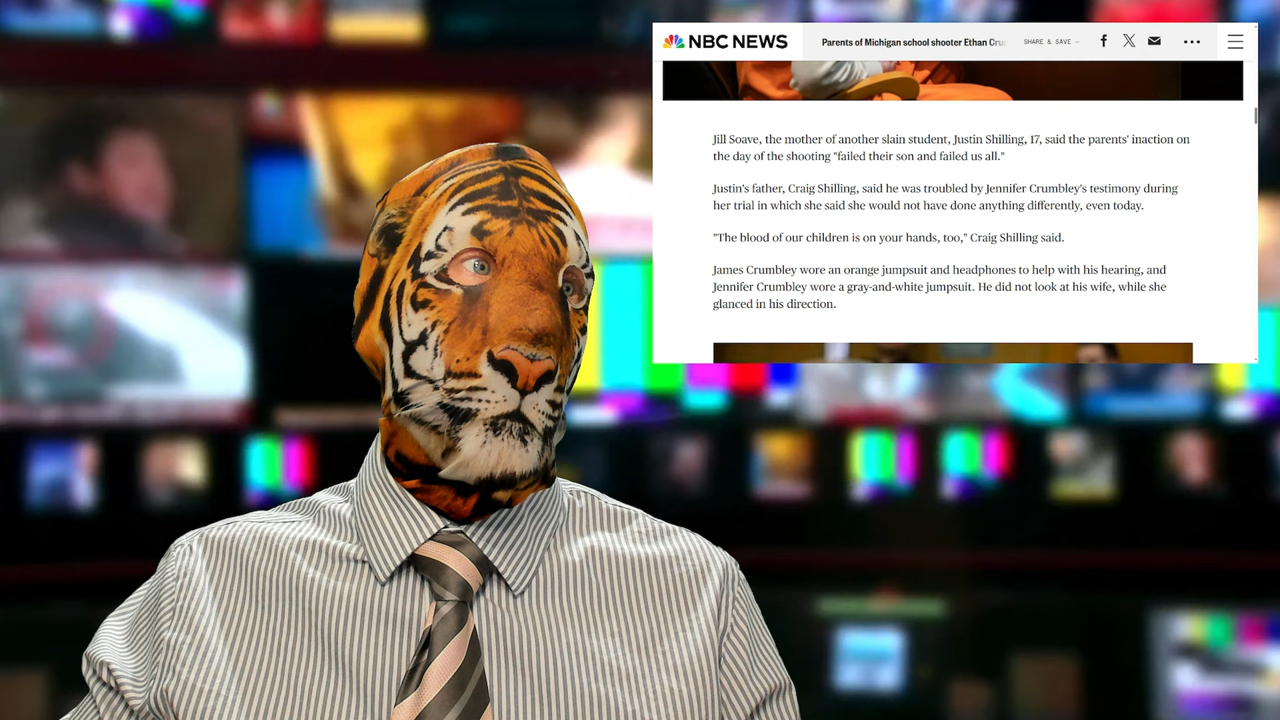 NBC NEWS
Parents of Michigan school shooter Ethan Cru
SHARE & SAVE
Jill Soave, the mother of another slain student, Justin Shilling, 17, said the parents' inaction on
the day of the shooting "failed their son and failed us all."
Justin's father, Craig Shilling, said he was troubled by Jennifer Crumbley's testimony during
her trial in which she said she would not have done anything differently, even today.
"The blood of our children is on your hands, too," Craig Shilling said.
James Crumbley wore an orange jumpsuit and headphones to help with his hearing, and
Jennifer Crumbley wore a gray-and-white jumpsuit. He did not look at his wife, while she
glanced in his direction.